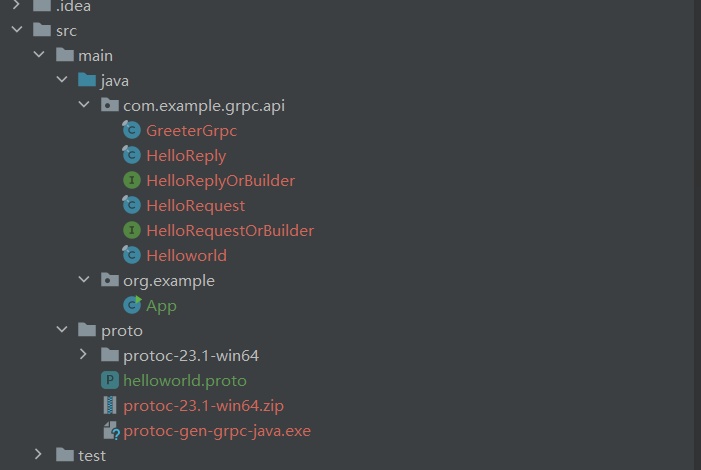 .idea
src
main
java
com.example.grpc.api
GreeterGrpc
HelloReply
HelloReplyOrBuilder
HelloRequest
HelloRequestOrBuilder
Helloworld
org.example
App
proto
protoc-23.1-win64
helloworld.proto
protoc-23.1-win64.zip
protoc-gen-grpc-java.exe
test